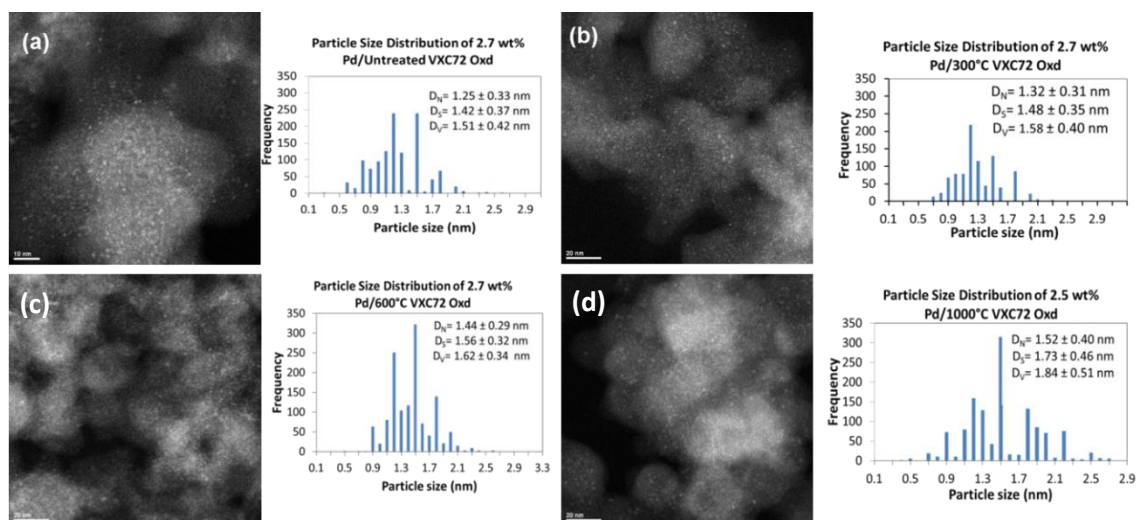 (a)
10 nm
Particle Size Distribution of 2.7 wt%
Pd/Untreated VXC72 Oxd
D_N= 1.25 ± 0.33 nm
D_S= 1.42 ± 0.37 nm
D_V= 1.51 ± 0.42 nm
Frequency
350
300
250
200
150
100
50
0
0.1 0.5 0.9 1.3 1.7 2.1 2.5 2.9
Particle size (nm)
(b)
20 nm
Particle Size Distribution of 2.7 wt%
Pd/300°C VXC72 Oxd
D_N= 1.32 ± 0.31 nm
D_S= 1.48 ± 0.35 nm
D_V= 1.58 ± 0.40 nm
Frequency
350
300
250
200
150
100
50
0
0.1 0.5 0.9 1.3 1.7 2.1 2.5 2.9
Particle size (nm)
(c)
20 nm
Particle Size Distribution of 2.7 wt%
Pd/600°C VXC72 Oxd
D_N= 1.44 ± 0.29 nm
D_S= 1.56 ± 0.32 nm
D_V= 1.62 ± 0.34 nm
Frequency
350
300
250
200
150
100
50
0
0.1 0.5 0.9 1.3 1.7 2.1 2.5 2.9 3.3
Particle size (nm)
(d)
20 nm
Particle Size Distribution of 2.5 wt%
Pd/1000°C VXC72 Oxd
D_N= 1.52 ± 0.40 nm
D_S= 1.73 ± 0.46 nm
D_V= 1.84 ± 0.51 nm
Frequency
350
300
250
200
150
100
50
0
0.1 0.5 0.9 1.3 1.7 2.1 2.5 2.9
Particle size (nm)